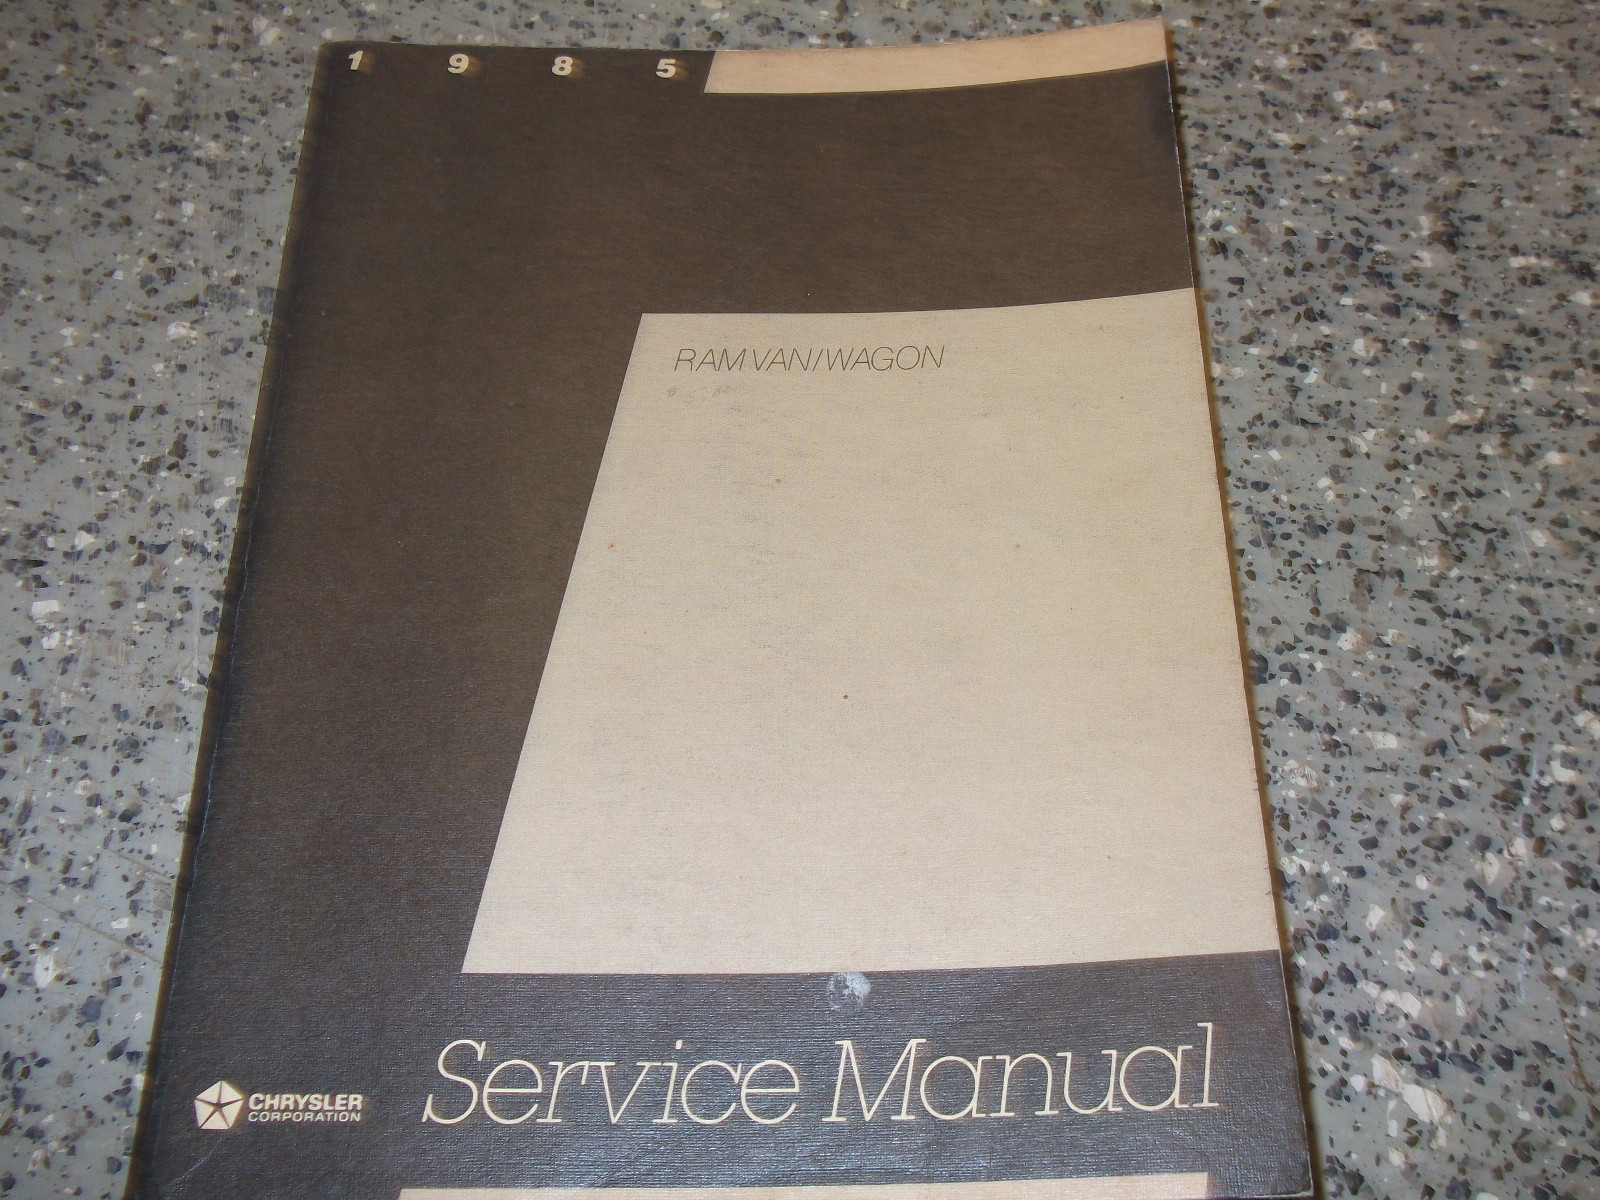 1 9 8 5
RAM VAN/WAGON
Service Manual
CHRYSLER
CORPORATION